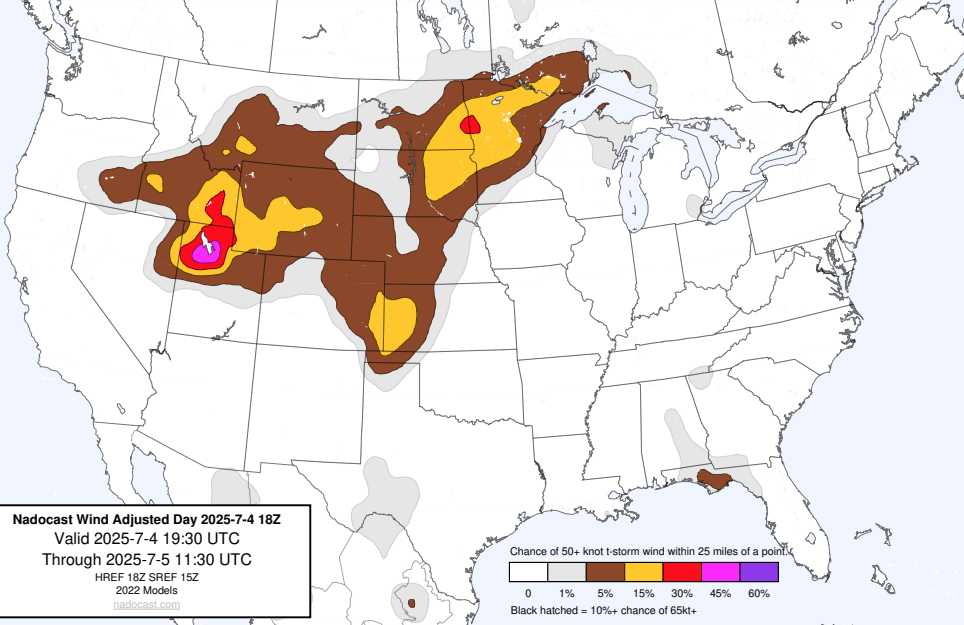 Nadocast Wind Adjusted Day 2025-7-4 18Z
Valid 2025-7-4 19:30 UTC
Through 2025-7-5 11:30 UTC
HREF 18Z SREF 15Z
2022 Models
nadocast.com
Chance of 50+ knot t-storm wind within 25 miles of a point.
0 1% 5% 15% 30% 45% 60%
Black hatched = 10%+ chance of 65kt+